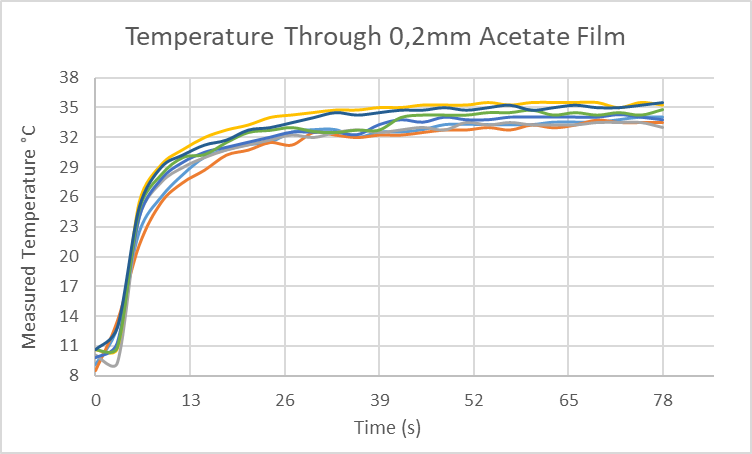 Temperature Through 0,2mm Acetate Film
Measured Temperature °C
38
35
32
29
26
23
20
17
14
11
8
0 13 26 39 52 65 78
Time (s)